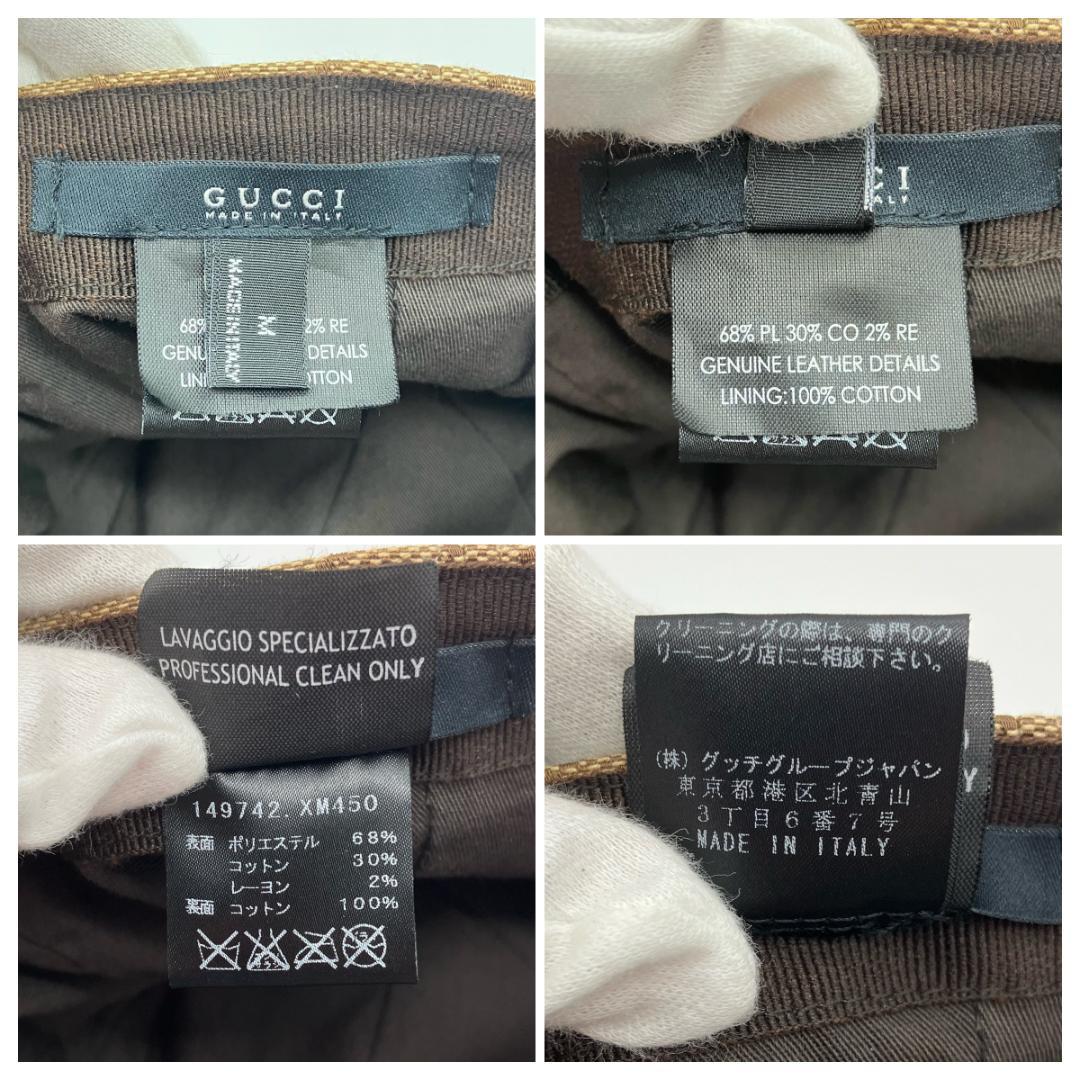 GUCCI
MADE IN ITALY
MADE IN ITALY
M
68% 2% RE
GENU DETAILS
LIN TTON
CI
ALY
68% PL 30% CO 2% RE
GENUINE LEATHER DETAILS
LINING:100% COTTON
LAVAGGIO SPECIALIZZATO
PROFESSIONAL CLEAN ONLY
149742.XM450
表面 ポリエステル 68%
コットン 30%
レーヨン 2%
裏面 コットン 100%
クリーニングの際は、専門のク
リーニング店にご相談下さい。
(株) グッチグループジャパン
東京都港区北青山
3丁目6番7号
MADE IN ITALY
Y